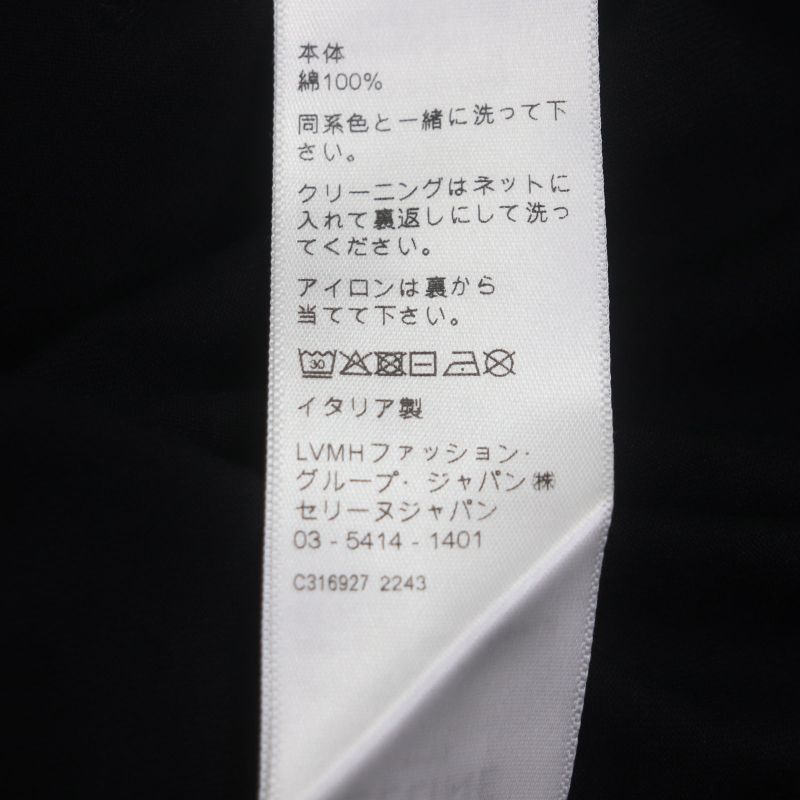 本体
綿100%
同系色と一緒に洗って下
さい。
クリーニングはネットに
入れて裏返しにして洗っ
てください。
アイロンは裏から
当てて下さい。
30
イタリア製
LVMHファッション・
グループ・ジャパン㈱
セリーヌジャパン
03 - 5414 - 1401
C316927 2243